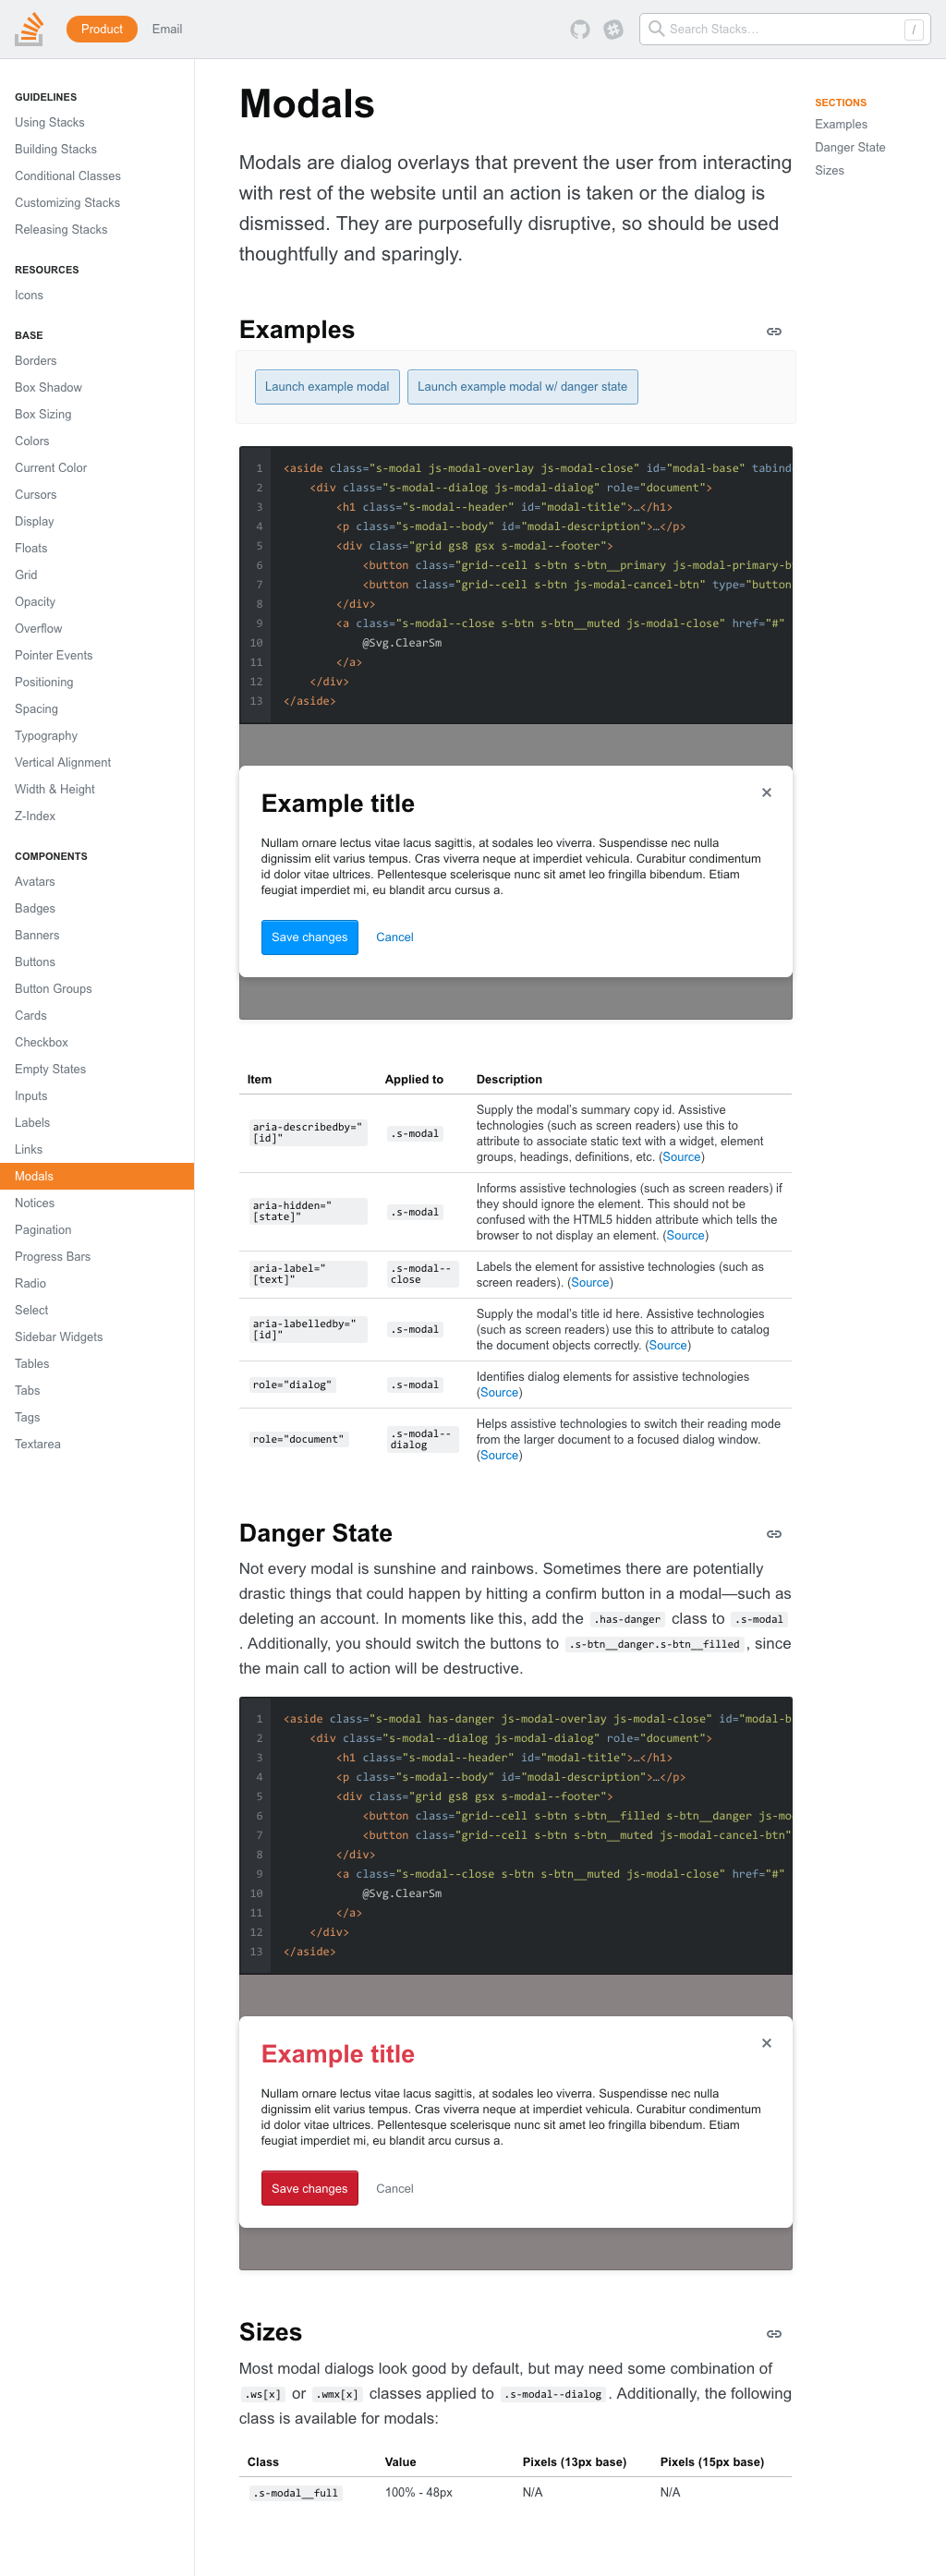 Product
Email
Search Stacks…
/
GUIDELINES
Using Stacks
Building Stacks
Conditional Classes
Customizing Stacks
Releasing Stacks
RESOURCES
Icons
BASE
Borders
Box Shadow
Box Sizing
Colors
Current Color
Cursors
Display
Floats
Grid
Opacity
Overflow
Pointer Events
Positioning
Spacing
Typography
Vertical Alignment
Width & Height
Z-Index
COMPONENTS
Avatars
Badges
Banners
Buttons
Button Groups
Cards
Checkbox
Empty States
Inputs
Labels
Links
Modals
Notices
Pagination
Progress Bars
Radio
Select
Sidebar Widgets
Tables
Tabs
Tags
Textarea
Modals
Modals are dialog overlays that prevent the user from interacting
with rest of the website until an action is taken or the dialog is
dismissed. They are purposefully disruptive, so should be used
thoughtfully and sparingly.
SECTIONS
Examples
Danger State
Sizes
Examples
Launch example modal
Launch example modal w/ danger state
1 <aside class="s-modal js-modal-overlay js-modal-close" id="modal-base" tabind
2 <div class="s-modal--dialog js-modal-dialog" role="document">
3 <h1 class="s-modal--header" id="modal-title">…</h1>
4 <p class="s-modal--body" id="modal-description">…</p>
5 <div class="grid gs8 gsx s-modal--footer">
6 <button class="grid--cell s-btn s-btn__primary js-modal-primary-b
7 <button class="grid--cell s-btn js-modal-cancel-btn" type="button
8 </div>
9 <a class="s-modal--close s-btn s-btn__muted js-modal-close" href="#"
10 @Svg.ClearSm
11 </a>
12 </div>
13 </aside>
Example title
Nullam ornare lectus vitae lacus sagittis, at sodales leo viverra. Suspendisse nec nulla
dignissim elit varius tempus. Cras viverra neque at imperdiet vehicula. Curabitur condimentum
id dolor vitae ultrices. Pellentesque scelerisque nunc sit amet leo fringilla bibendum. Etiam
feugiat imperdiet mi, eu blandit arcu cursus a.
Save changes
Cancel
Item Applied to Description
aria-describedby="
[id]"
.s-modal
Supply the modal's summary copy id. Assistive
technologies (such as screen readers) use this to
attribute to associate static text with a widget, element
groups, headings, definitions, etc. (Source)
aria-hidden="
[state]"
.s-modal
Informs assistive technologies (such as screen readers) if
they should ignore the element. This should not be
confused with the HTML5 hidden attribute which tells the
browser to not display an element. (Source)
aria-label="
[text]"
.s-modal--
close
Labels the element for assistive technologies (such as
screen readers). (Source)
aria-labelledby="
[id]"
.s-modal
Supply the modal's title id here. Assistive technologies
(such as screen readers) use this to attribute to catalog
the document objects correctly. (Source)
role="dialog"
.s-modal
Identifies dialog elements for assistive technologies
(Source)
role="document"
.s-modal--
dialog
Helps assistive technologies to switch their reading mode
from the larger document to a focused dialog window.
(Source)
Danger State
Not every modal is sunshine and rainbows. Sometimes there are potentially
drastic things that could happen by hitting a confirm button in a modal—such as
deleting an account. In moments like this, add the .has-danger class to .s-modal
. Additionally, you should switch the buttons to .s-btn__danger.s-btn__filled, since
the main call to action will be destructive.
1 <aside class="s-modal has-danger js-modal-overlay js-modal-close" id="modal-b
2 <div class="s-modal--dialog js-modal-dialog" role="document">
3 <h1 class="s-modal--header" id="modal-title">…</h1>
4 <p class="s-modal--body" id="modal-description">…</p>
5 <div class="grid gs8 gsx s-modal--footer">
6 <button class="grid--cell s-btn s-btn__filled s-btn__danger js-mo
7 <button class="grid--cell s-btn s-btn__muted js-modal-cancel-btn"
8 </div>
9 <a class="s-modal--close s-btn s-btn__muted js-modal-close" href="#"
10 @Svg.ClearSm
11 </a>
12 </div>
13 </aside>
Example title
Nullam ornare lectus vitae lacus sagittis, at sodales leo viverra. Suspendisse nec nulla
dignissim elit varius tempus. Cras viverra neque at imperdiet vehicula. Curabitur condimentum
id dolor vitae ultrices. Pellentesque scelerisque nunc sit amet leo fringilla bibendum. Etiam
feugiat imperdiet mi, eu blandit arcu cursus a.
Save changes
Cancel
Sizes
Most modal dialogs look good by default, but may need some combination of
.ws[x] or .wmx[x] classes applied to .s-modal--dialog. Additionally, the following
class is available for modals:
Class Value Pixels (13px base) Pixels (15px base)
.s-modal__full 100% - 48px N/A N/A